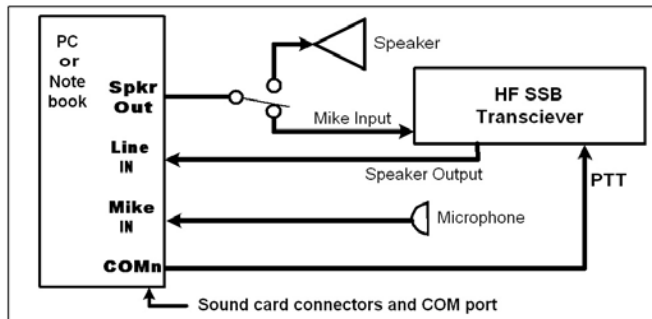 PC
or
Note
book
Spkr
Out
Line
IN
Mike
IN
COMn
Speaker
Mike Input
HF SSB
Transciever
Speaker Output
PTT
Microphone
Sound card connectors and COM port